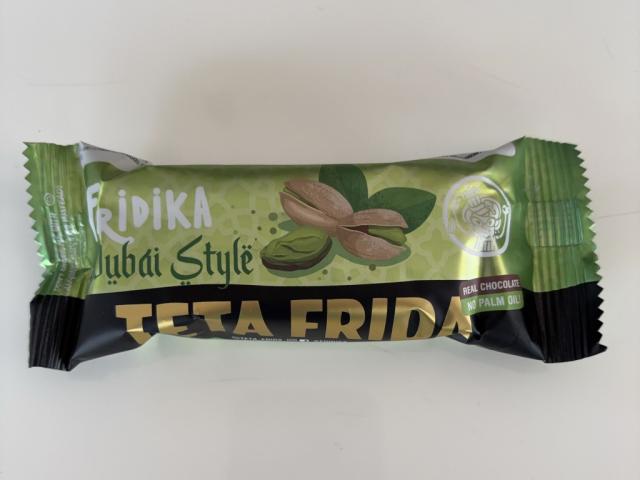 FRiDiKA
Dubai Style
TETA FRIDA
REAL CHOCOLATE
NO PALM OIL!